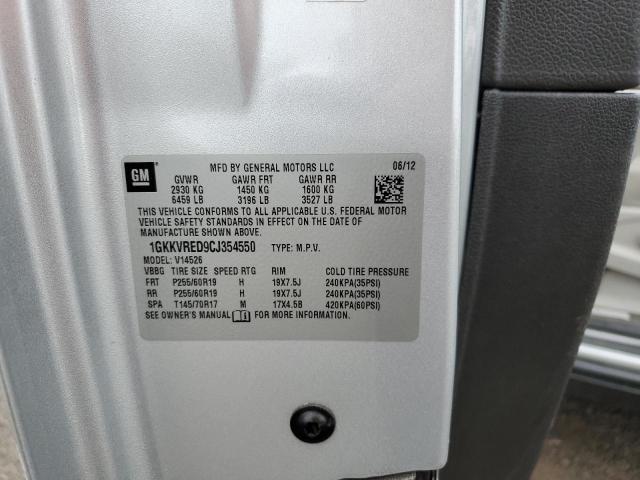 GM
MFD BY GENERAL MOTORS LLC 06/12
GVWR GAWR FRT GAWR RR
2930 KG 1450 KG 1600 KG
6459 LB 3196 LB 3527 LB
THIS VEHICLE CONFORMS TO ALL APPLICABLE U.S. FEDERAL MOTOR
VEHICLE SAFETY STANDARDS IN EFFECT ON THE DATE OF
MANUFACTURE SHOWN ABOVE.
1GKKVRED9CJ354550 TYPE: M.P.V.
MODEL: V14526
VBBG TIRE SIZE SPEED RTG RIM COLD TIRE PRESSURE
FRT P255/60R19 H 19X7.5J 240KPA(35PSI)
RR P255/60R19 H 19X7.5J 240KPA(35PSI)
SPA T145/70R17 M 17X4.5B 420KPA(60PSI)
SEE OWNER'S MANUAL FOR MORE INFORMATION.